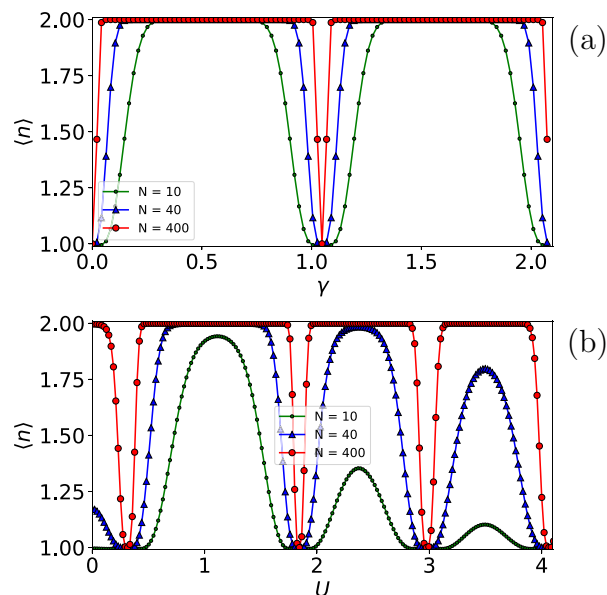 2.00
1.75
1.50
1.25
1.00
⟨n⟩
N = 10
N = 40
N = 400
0.0 0.5 1.0 1.5 2.0
γ
(a)
2.00
1.75
1.50
1.25
1.00
⟨n⟩
N = 10
N = 40
N = 400
0 1 2 3 4
U
(b)